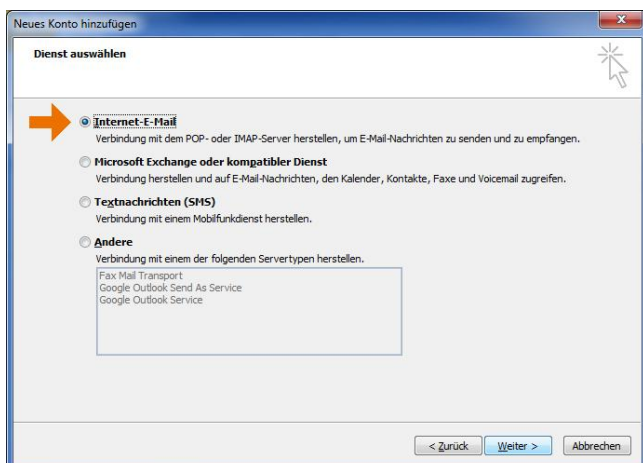 Neues Konto hinzufügen
Dienst auswählen
Internet-E-Mail
Verbindung mit dem POP- oder IMAP-Server herstellen, um E-Mail-Nachrichten zu senden und zu empfangen.
Microsoft Exchange oder kompatibler Dienst
Verbindung herstellen und auf E-Mail-Nachrichten, den Kalender, Kontakte, Faxe und Voicemail zugreifen.
Textnachrichten (SMS)
Verbindung mit einem Mobilfunkdienst herstellen.
Andere
Verbindung mit einem der folgenden Servertypen herstellen.
Fax Mail Transport
Google Outlook Send As Service
Google Outlook Service
< Zurück Weiter > Abbrechen